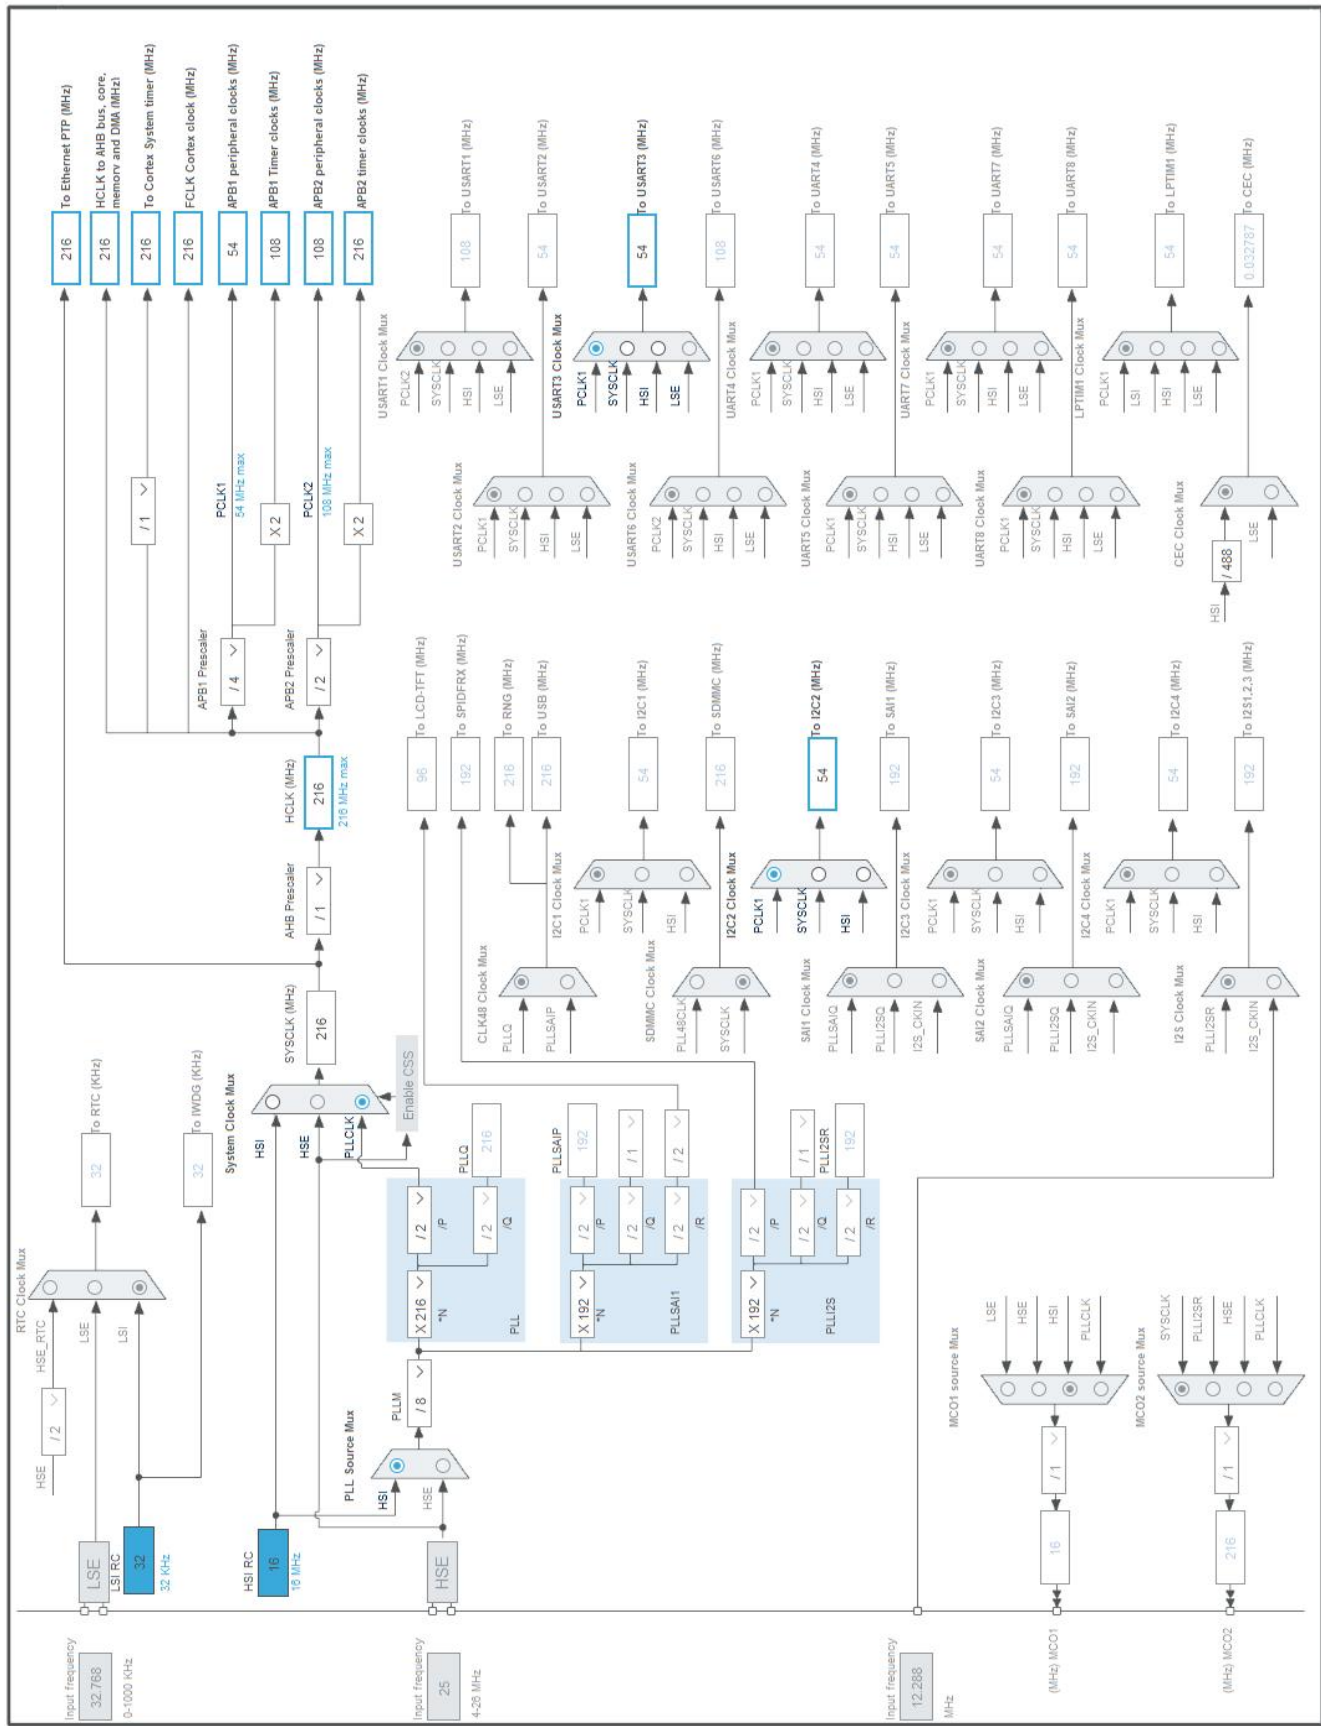 Input frequency
32.768
0-1000 KHz
LSE
LSI RC
32
32 KHz
HSE
/ 2
HSE_RTC
LSE
LSI
RTC Clock Mux
32
To RTC (KHz)
32
To IWDG (KHz)
HSI RC
16
16 MHz
Input frequency
25
4-26 MHz
HSE
PLL Source Mux
HSI
HSE
PLLM
/ 8
X 216
*N
/ 2
/P
/ 2
/Q
PLL
PLLQ
216
X 192
*N
/ 2
/P
/ 2
/Q
/ 2
/R
PLLSAI1
PLLSAIP
192
/ 1
/ 2
X 192
*N
/ 2
/P
/ 2
/Q
/ 2
/R
PLLI2S
/ 1
PLLI2SR
192
System Clock Mux
HSI
HSE
PLLCLK
Enable CSS
SYSCLK (MHz)
216
AHB Prescaler
/ 1
HCLK (MHz)
216
216 MHz max
APB1 Prescaler
/ 4
APB2 Prescaler
/ 2
/ 1
PCLK1
54 MHz max
X 2
PCLK2
108 MHz max
X 2
216
To Ethernet PTP (MHz)
216
HCLK to AHB bus, core,
memory and DMA (MHz)
216
To Cortex System timer (MHz)
216
FCLK Cortex clock (MHz)
54
APB1 peripheral clocks (MHz)
108
APB1 Timer clocks (MHz)
108
APB2 peripheral clocks (MHz)
216
APB2 timer clocks (MHz)
96
To LCD-TFT (MHz)
192
To SPIDFRX (MHz)
CLK48 Clock Mux
PLLQ
PLLSAIP
216
To RNG (MHz)
216
To USB (MHz)
I2C1 Clock Mux
PCLK1
SYSCLK
HSI
54
To I2C1 (MHz)
SDMMC Clock Mux
PLL48CLK
SYSCLK
216
To SDMMC (MHz)
I2C2 Clock Mux
PCLK1
SYSCLK
HSI
54
To I2C2 (MHz)
SAI1 Clock Mux
PLLSAIQ
PLLI2SQ
I2S_CKIN
192
To SAI1 (MHz)
I2C3 Clock Mux
PCLK1
SYSCLK
HSI
54
To I2C3 (MHz)
SAI2 Clock Mux
PLLSAIQ
PLLI2SQ
I2S_CKIN
192
To SAI2 (MHz)
I2C4 Clock Mux
PCLK1
SYSCLK
HSI
54
To I2C4 (MHz)
I2S Clock Mux
PLLI2SR
I2S_CKIN
192
To I2S1,2,3 (MHz)
USART1 Clock Mux
PCLK2
SYSCLK
HSI
LSE
108
To USART1 (MHz)
USART2 Clock Mux
PCLK1
SYSCLK
HSI
LSE
54
To USART2 (MHz)
USART3 Clock Mux
PCLK1
SYSCLK
HSI
LSE
54
To USART3 (MHz)
USART6 Clock Mux
PCLK2
SYSCLK
HSI
LSE
108
To USART6 (MHz)
UART4 Clock Mux
PCLK1
SYSCLK
HSI
LSE
54
To UART4 (MHz)
UART5 Clock Mux
PCLK1
SYSCLK
HSI
LSE
54
To UART5 (MHz)
UART7 Clock Mux
PCLK1
SYSCLK
HSI
LSE
54
To UART7 (MHz)
UART8 Clock Mux
PCLK1
SYSCLK
HSI
LSE
54
To UART8 (MHz)
LPTIM1 Clock Mux
PCLK1
LSI
HSI
LSE
54
To LPTIM1 (MHz)
CEC Clock Mux
HSI
/ 488
LSE
0.032787
To CEC (MHz)
Input frequency
12.288
MHz
(MHz) MCO1
16
/ 1
MCO1 source Mux
LSE
HSE
HSI
PLLCLK
(MHz) MCO2
216
/ 1
MCO2 source Mux
SYSCLK
PLLI2SR
HSE
PLLCLK